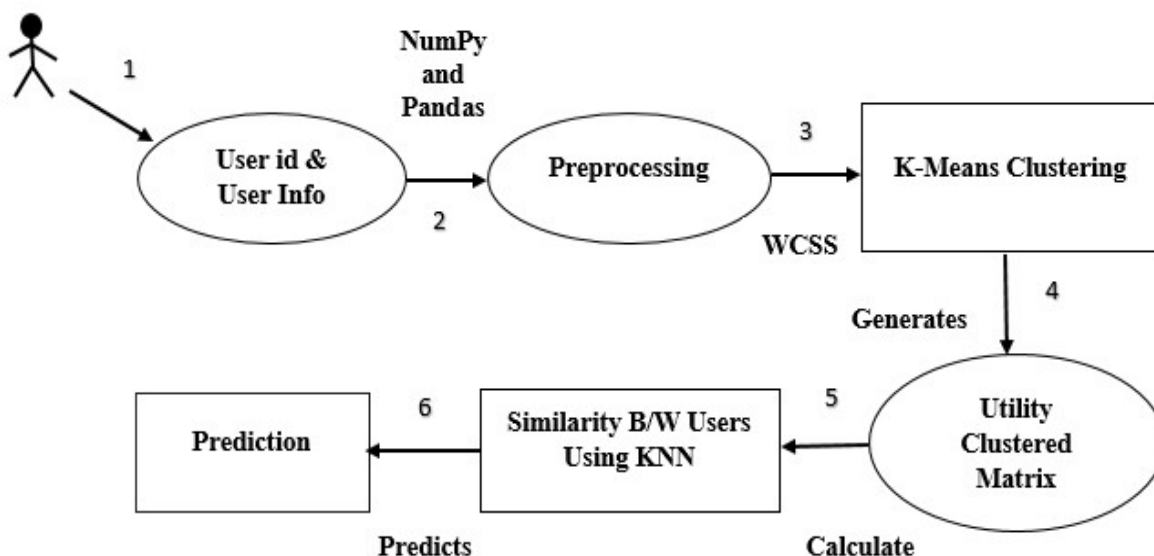 1
NumPy
and
Pandas
User id &
User Info
2
Preprocessing
3
WCSS
K-Means Clustering
4
Generates
Utility
Clustered
Matrix
5
Calculate
Similarity B/W Users
Using KNN
6
Predicts
Prediction